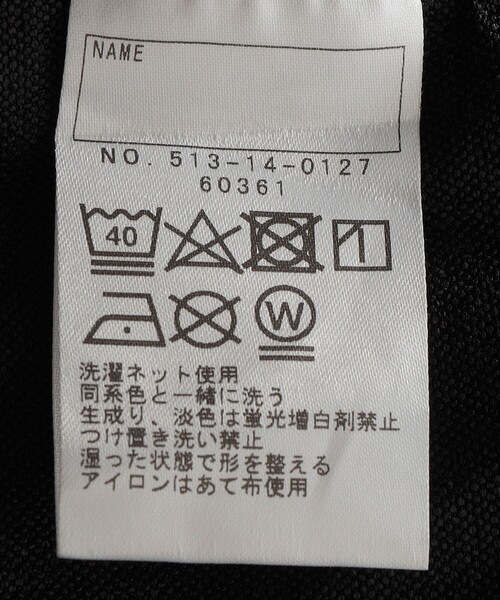 NAME
NO. 513-14-0127
60361
40
W
洗濯ネット使用
同系色と一緒に洗う
生成り、淡色は蛍光増白剤禁止
つけ置き洗い禁止
湿った状態で形を整える
アイロンはあて布使用